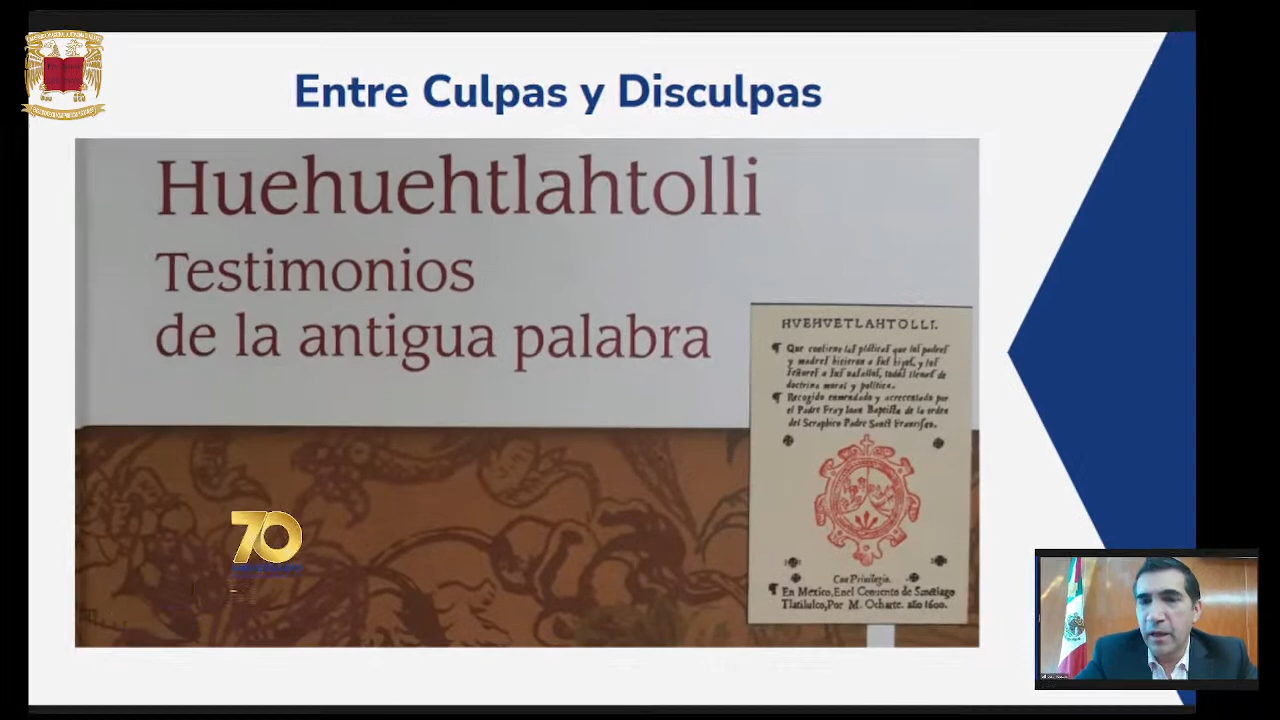 Entre Culpas y Disculpas
Huehuehtlahtolli
Testimonios
de la antigua palabra
HVEHVETLAHTOLLI.
¶ Que contiene las pláticas que los padres
y madres hicieron a sus hijos, y los
señores a sus vasallos, todas llenas de
doctrina moral y política.
¶ Recogido enmendado y acrecentado por
el Padre Fray Ioan Baptista de la orden
del Seraphico Padre Sanct Francisco.
Con Privilegio.
¶ En Mexico, En el Convento de Sanctiago
Tlatilulco, Por M. Ocharte. año 1600.
70